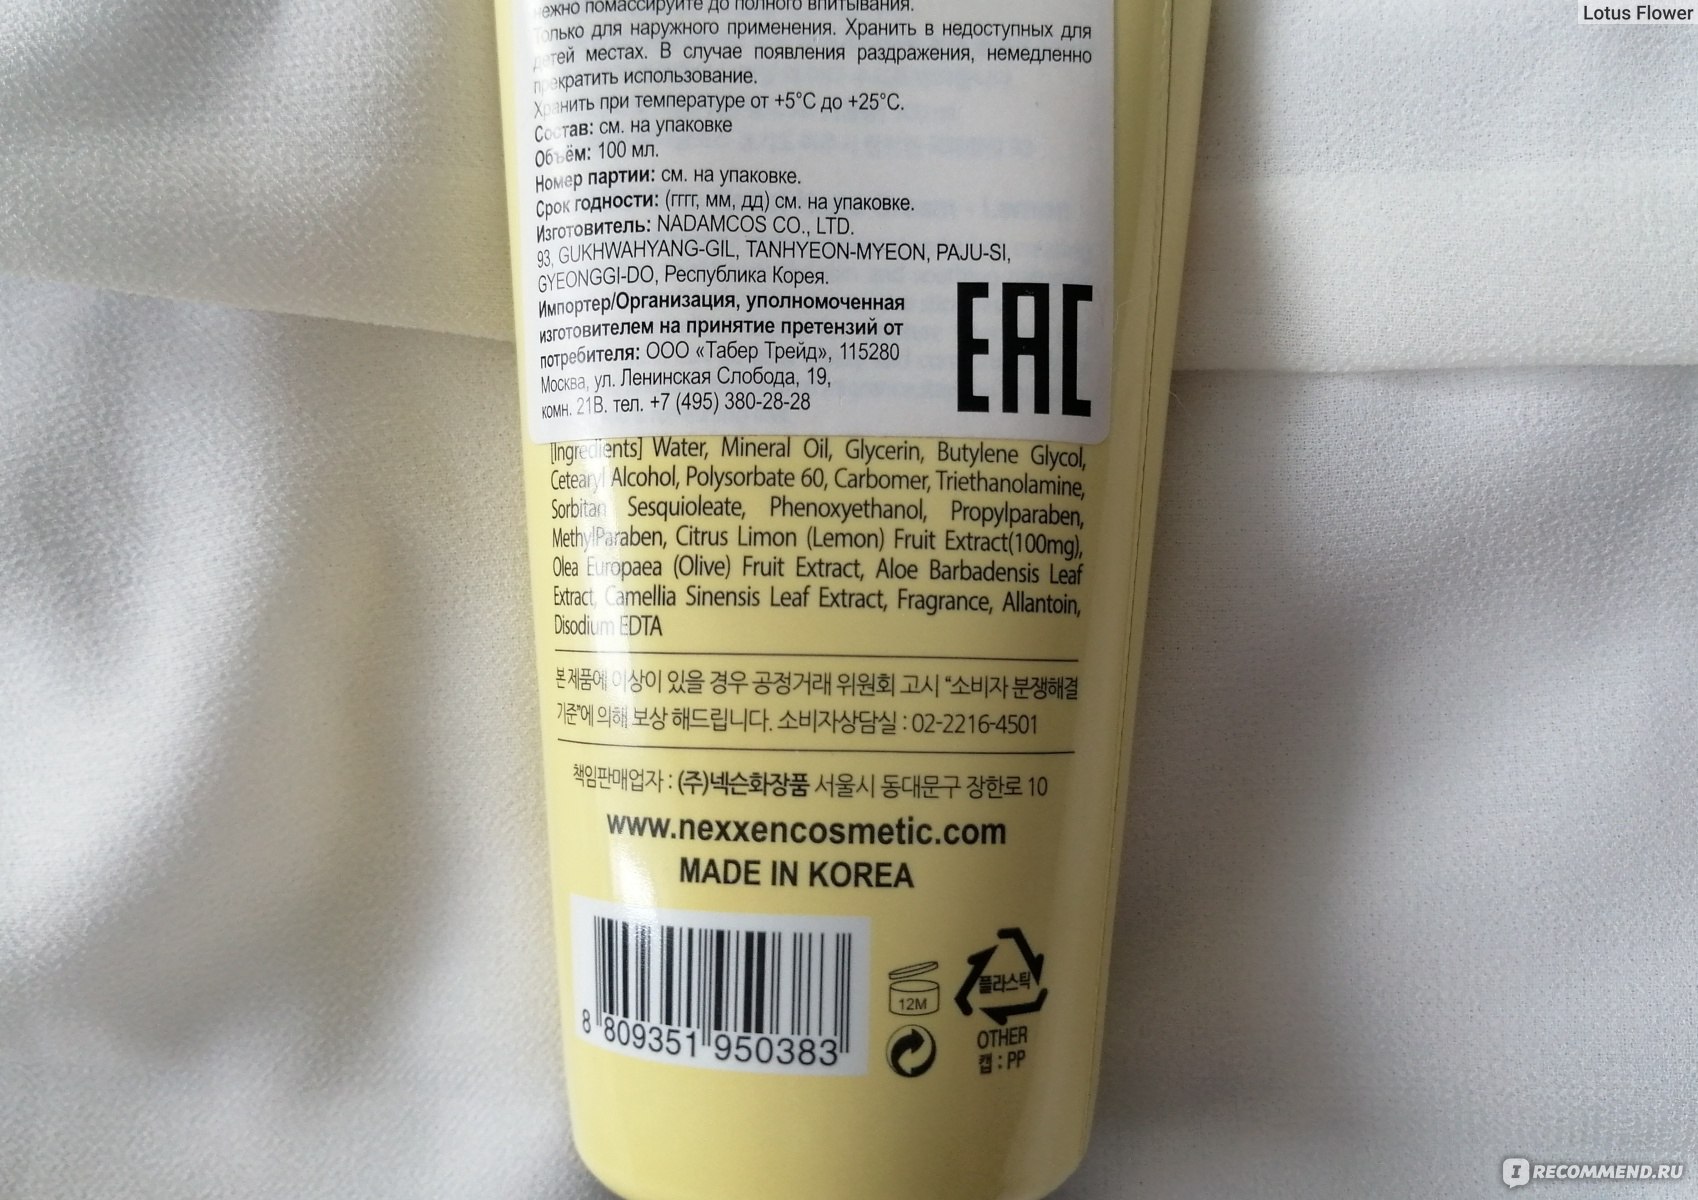 Lotus Flower
нежно помассируйте до полного впитывания.
Только для наружного применения. Хранить в недоступных для
детей местах. В случае появления раздражения, немедленно
прекратить использование.
Хранить при температуре от +5°C до +25°C.
Состав: см. на упаковке
Объём: 100 мл.
Номер партии: см. на упаковке.
Срок годности: (гггг, мм, дд) см. на упаковке.
Изготовитель: NADAMCOS CO., LTD.
93, GUKHWAHYANG-GIL, TANHYEON-MYEON, PAJU-SI,
GYEONGGI-DO, Республика Корея.
Импортер/Организация, уполномоченная
изготовителем на принятие претензий от
потребителя: ООО «Табер Трейд», 115280
Москва, ул. Ленинская Слобода, 19,
комн. 21В. тел. +7 (495) 380-28-28
EAC
[Ingredients] Water, Mineral Oil, Glycerin, Butylene Glycol,
Cetearyl Alcohol, Polysorbate 60, Carbomer, Triethanolamine,
Sorbitan Sesquioleate, Phenoxyethanol, Propylparaben,
MethylParaben, Citrus Limon (Lemon) Fruit Extract(100mg),
Olea Europaea (Olive) Fruit Extract, Aloe Barbadensis Leaf
Extract, Camellia Sinensis Leaf Extract, Fragrance, Allantoin,
Disodium EDTA
본 제품에 이상이 있을 경우 공정거래 위원회 고시 “소비자 분쟁해결
기준”에 의해 보상 해드립니다. 소비자상담실 : 02-2216-4501
책임판매업자 : (주)넥슨화장품 서울시 동대문구 장한로 10
www.nexxencosmetic.com
MADE IN KOREA
8 809351 950383
12M
플라스틱
OTHER
캡 : PP
IRECOMMEND.RU